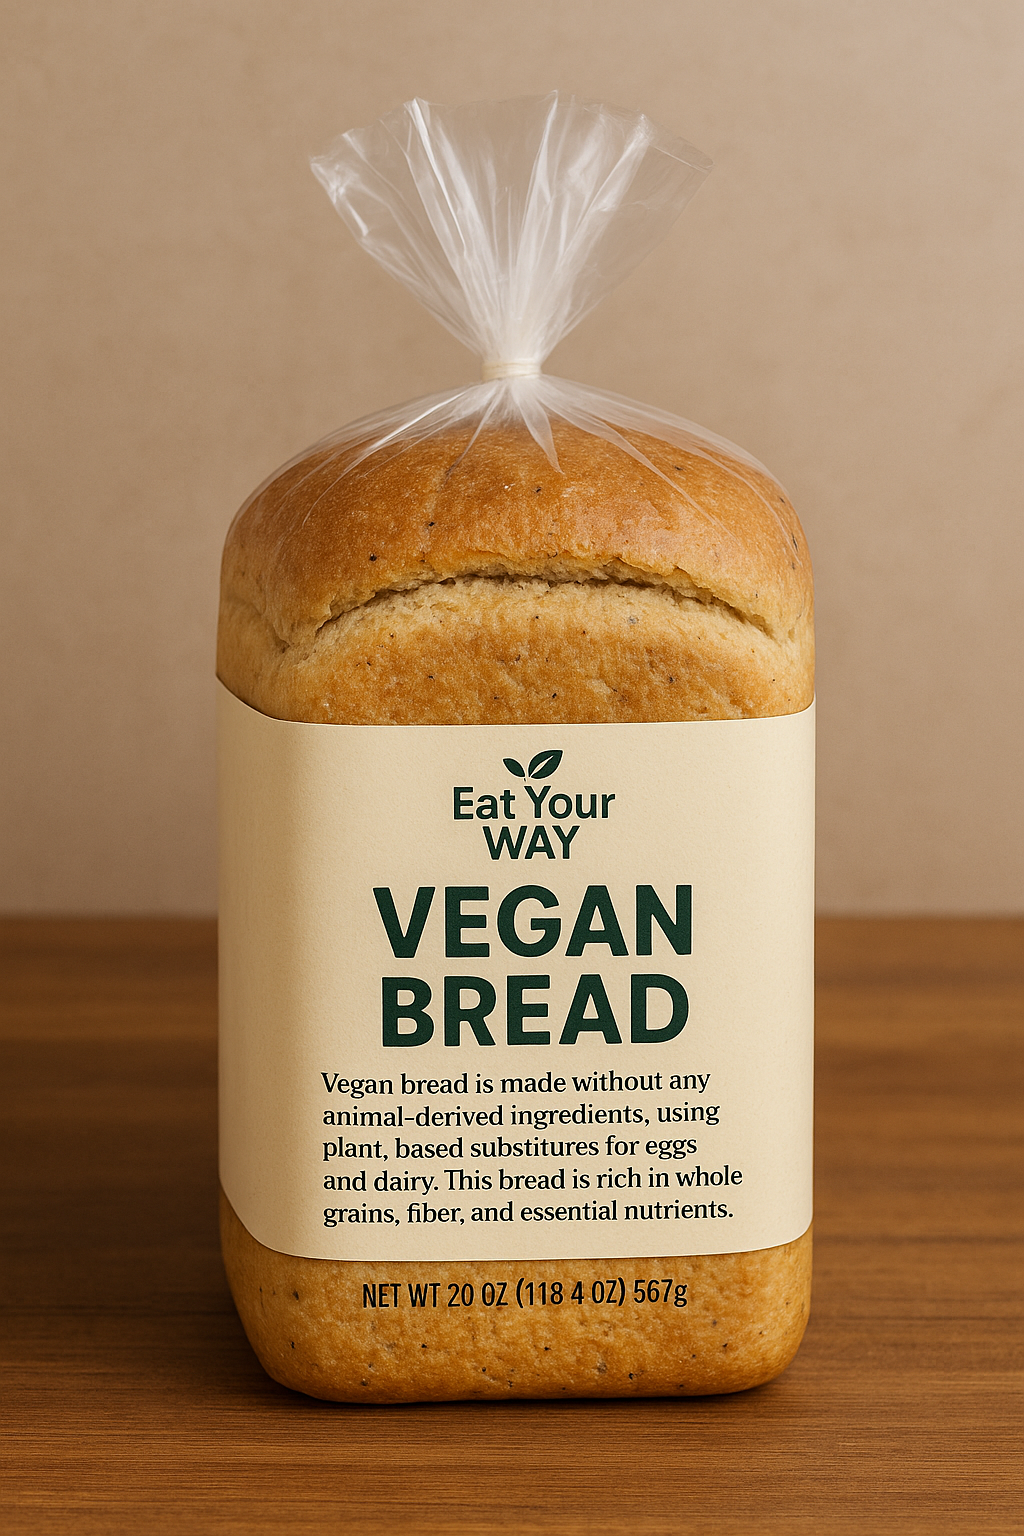 Eat Your
WAY
VEGAN
BREAD
Vegan bread is made without any
animal-derived ingredients, using
plant, based substitures for eggs
and dairy. This bread is rich in whole
grains, fiber, and essential nutrients.
NET WT 20 OZ (118 4 OZ) 567g